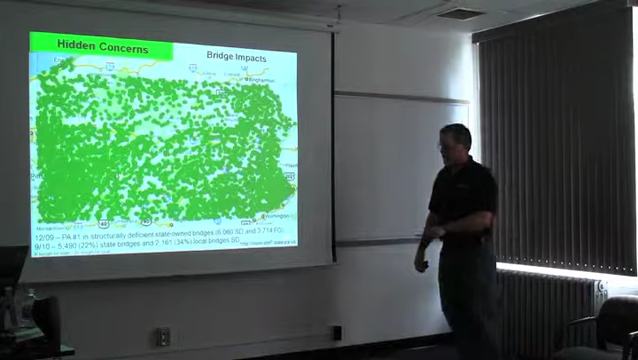 Hidden Concerns
Bridge Impacts
Binghamton
12/09 – PA #1 in structurally deficient state-owned bridges (6,060 SD and 3,714 FO)
9/10 – 5,490 (22%) state bridges and 2,161 (34%) local bridges SD